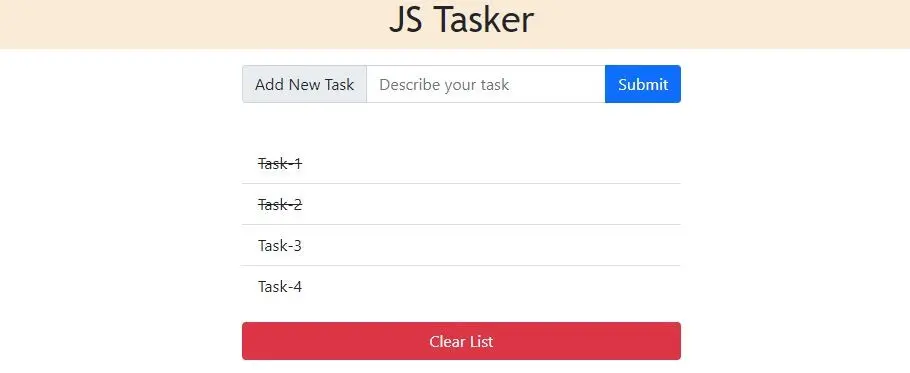 JS Tasker
Add New Task Describe your task Submit
Task-1
Task-2
Task-3
Task-4
Clear List